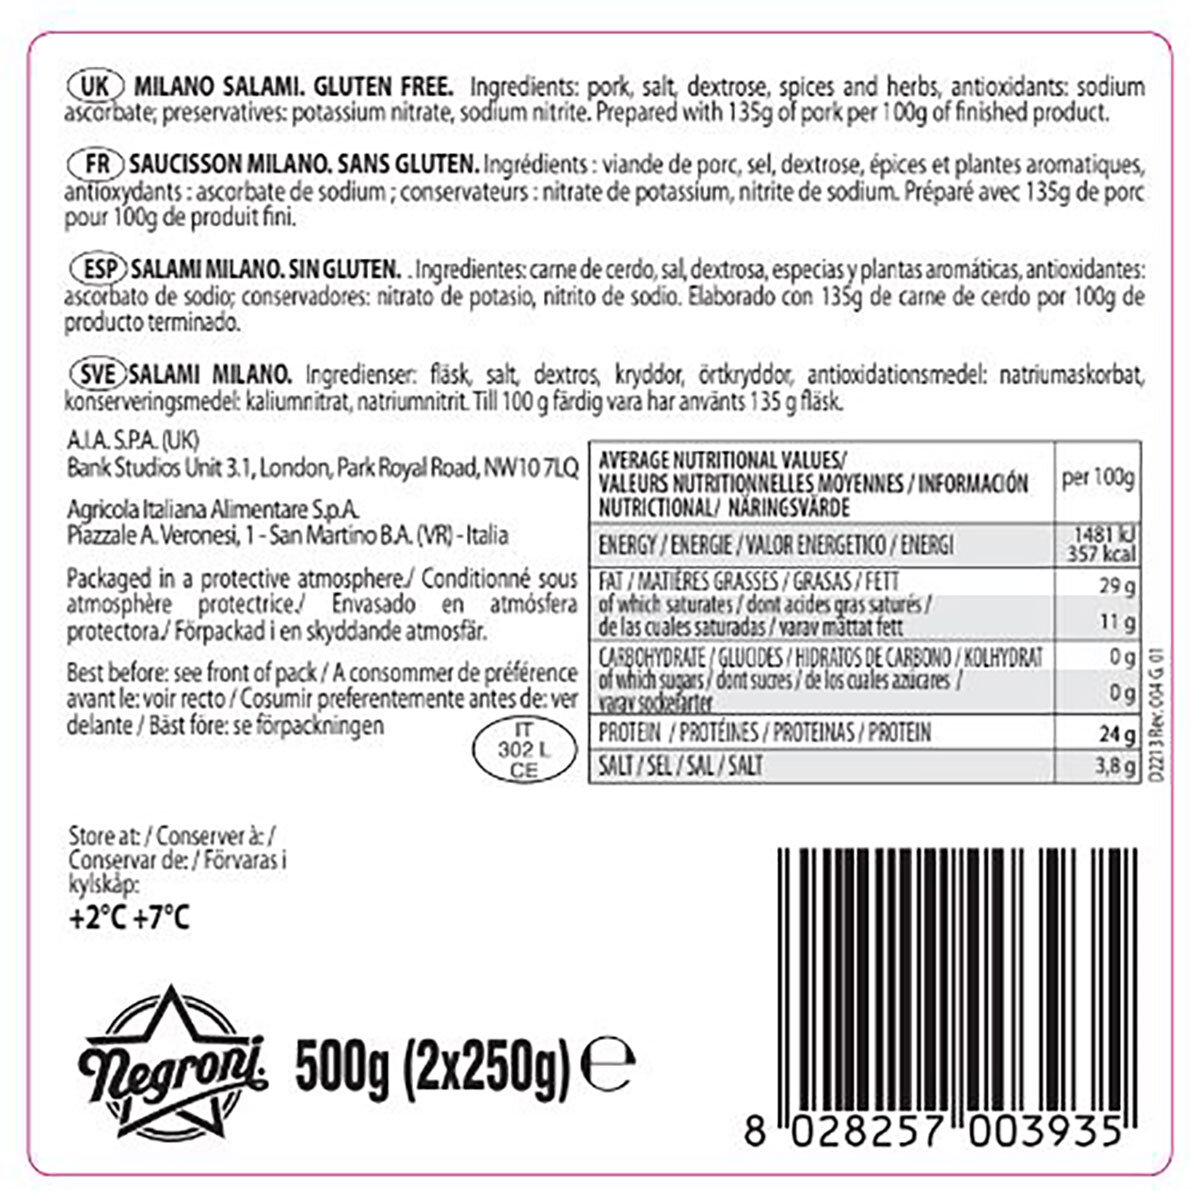 UK MILANO SALAMI. GLUTEN FREE. Ingredients: pork, salt, dextrose, spices and herbs, antioxidants: sodium
ascorbate; preservatives: potassium nitrate, sodium nitrite. Prepared with 135g of pork per 100g of finished product.
FR SAUCISSON MILANO. SANS GLUTEN. Ingrédients : viande de porc, sel, dextrose, épices et plantes aromatiques,
antioxydants : ascorbate de sodium ; conservateurs : nitrate de potassium, nitrite de sodium. Préparé avec 135g de porc
pour 100g de produit fini.
ESP SALAMI MILANO. SIN GLUTEN. . Ingredientes: carne de cerdo, sal, dextrosa, especias y plantas aromáticas, antioxidantes:
ascorbato de sodio; conservadores: nitrato de potasio, nitrito de sodio. Elaborado con 135g de carne de cerdo por 100g de
producto terminado.
SVE SALAMI MILANO. Ingredienser: fläsk, salt, dextros, kryddor, örtkryddor, antioxidationsmedel: natriumaskorbat,
konserveringsmedel: kaliumnitrat, natriumnitrit. Till 100 g färdig vara har använts 135 g fläsk.
A.I.A. S.P.A. (UK)
Bank Studios Unit 3.1, London, Park Royal Road, NW10 7LQ
Agricola Italiana Alimentare S.p.A.
Piazzale A. Veronesi, 1 - San Martino B.A. (VR) - Italia
Packaged in a protective atmosphere./ Conditionné sous
atmosphère protectrice./ Envasado en atmósfera
protectora./ Förpackad i en skyddande atmosfär.
Best before: see front of pack / A consommer de préférence
avant le: voir recto / Cosumir preferentemente antes de: ver
delante / Bäst före: se förpackningen
IT
302 L
CE
AVERAGE NUTRITIONAL VALUES/
VALEURS NUTRITIONNELLES MOYENNES / INFORMACIÓN
NUTRICTIONAL/ NÄRINGSVÄRDE
per 100g
ENERGY / ENERGIE / VALOR ENERGETICO / ENERGI
1481 kJ
357 kcal
FAT / MATIÈRES GRASSES / GRASAS / FETT
29 g
of which saturates / dont acides gras saturés /
de las cuales saturadas / varav mättat fett
11 g
CARBOHYDRATE / GLUCIDES / HIDRATOS DE CARBONO / KOLHYDRAT
0 g
of which sugars / dont sucres / de los cuales azúcares /
varav sockerarter
0 g
PROTEIN / PROTÉINES / PROTEINAS / PROTEIN
24 g
SALT / SEL / SAL / SALT
3,8 g
D2213 Rev. 004 G. 01
Store at: / Conserver à: /
Conservar de: / Förvaras i
kylskåp:
+2°C +7°C
Negroni.
500g (2x250g) e
8 028257 003935